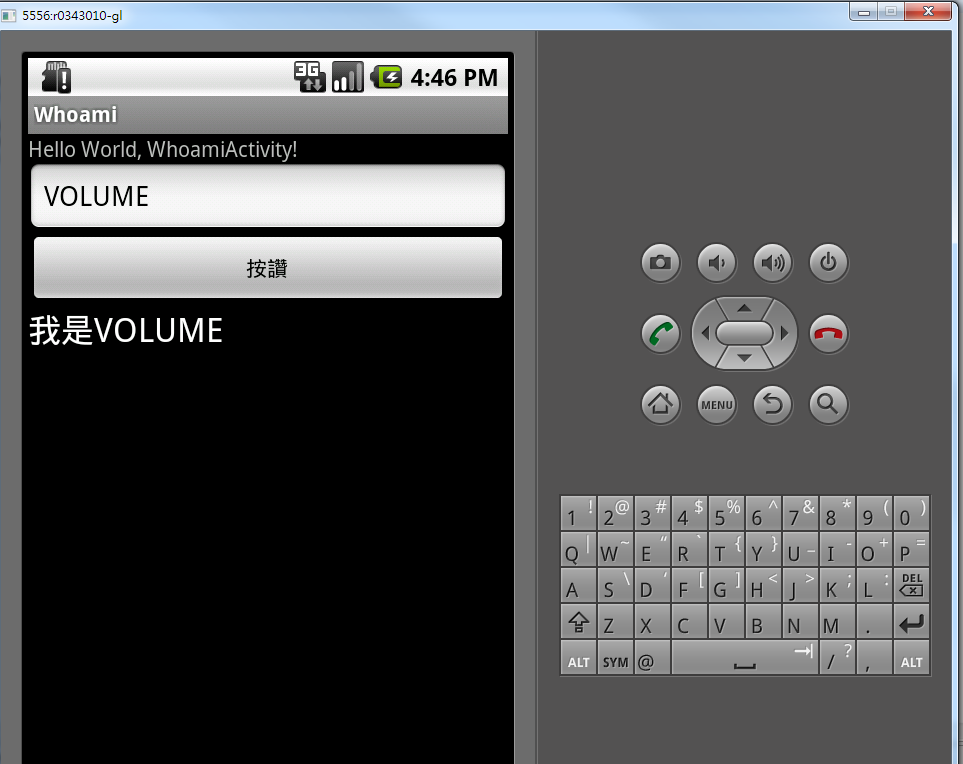 5556:r0343010-gl
3G
4:46 PM
Whoami
Hello World, WhoamiActivity!
VOLUME
按讚
我是VOLUME
MENU
1 ! 2 @ 3 # 4 $ 5 % 6 ^ 7 & 8 * 9 ( 0 )
Q | W ~ E “ R ` T { Y } U _ I - O + P =
A S \ D ‘ F [ G ] H < J > K ; L : DEL
Z X C V B N M .
ALT SYM @ / ? , ALT